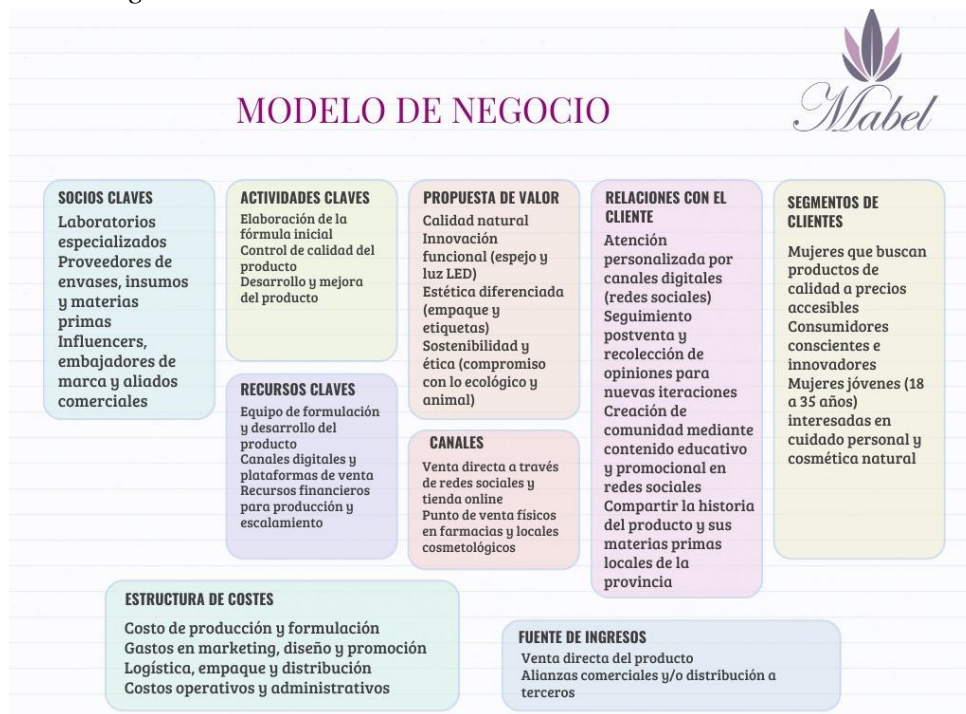 MODELO DE NEGOCIO
Mabel
SOCIOS CLAVES
Laboratorios
especializados
Proveedores de
envases, insumos
y materias
primas
Influencers,
embajadores de
marca y aliados
comerciales
ACTIVIDADES CLAVES
Elaboración de la
fórmula inicial
Control de calidad del
producto
Desarrollo y mejora
del producto
RECURSOS CLAVES
Equipo de formulación
y desarrollo del
producto
Canales digitales y
plataformas de venta
Recursos financieros
para producción y
escalamiento
PROPUESTA DE VALOR
Calidad natural
Innovación
funcional (espejo y
luz LED)
Estética diferenciada
(empaque y
etiquetas)
Sostenibilidad y
ética (compromiso
con lo ecológico y
animal)
CANALES
Venta directa a través
de redes sociales y
tienda online
Punto de venta físicos
en farmacias y locales
cosmetológicos
RELACIONES CON EL
CLIENTE
Atención
personalizada por
canales digitales
(redes sociales)
Seguimiento
postventa y
recolección de
opiniones para
nuevas iteraciones
Creación de
comunidad mediante
contenido educativo
y promocional en
redes sociales
Compartir la historia
del producto y sus
materias primas
locales de la
provincia
SEGMENTOS DE
CLIENTES
Mujeres que buscan
productos de
calidad a precios
accesibles
Consumidores
conscientes e
innovadores
Mujeres jóvenes (18
a 35 años)
interesadas en
cuidado personal y
cosmética natural
ESTRUCTURA DE COSTES
Costo de producción y formulación
Gastos en marketing, diseño y promoción
Logística, empaque y distribución
Costos operativos y administrativos
FUENTE DE INGRESOS
Venta directa del producto
Alianzas comerciales y/o distribución a
terceros